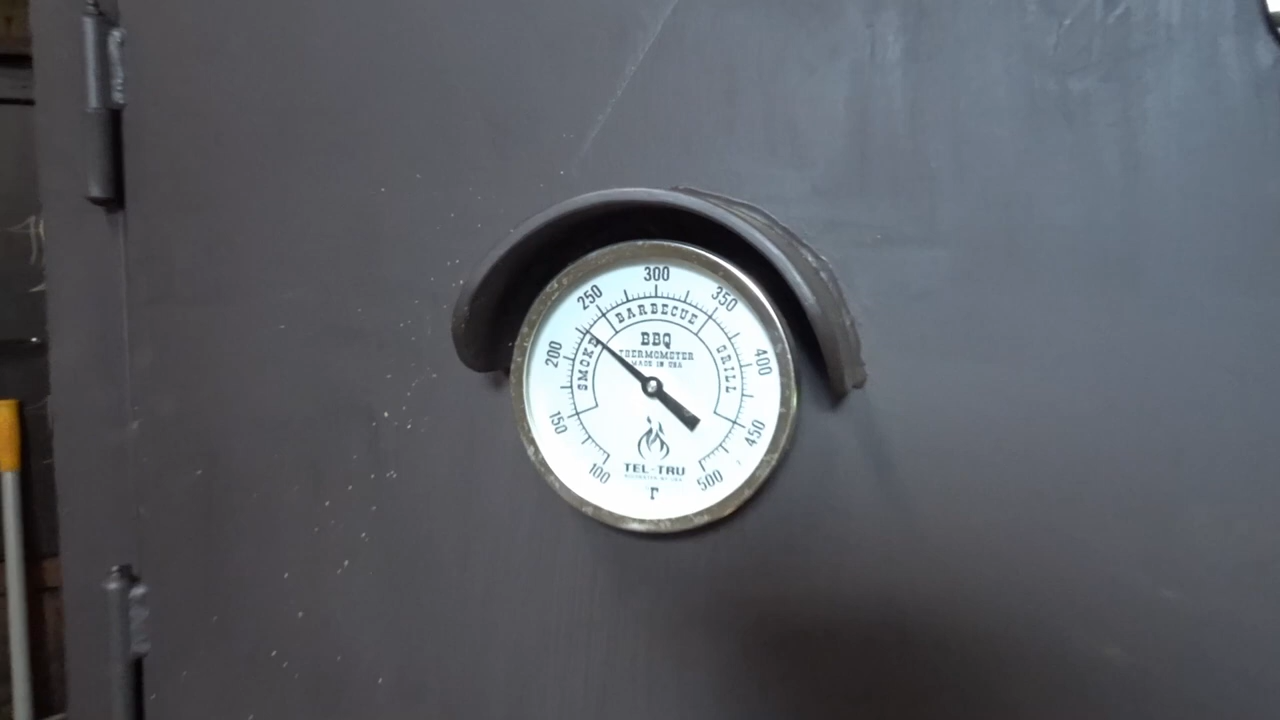 300
250
350
200
400
150
450
100
500
BARBECUE
SMOKE
GRILL
BBQ
THERMOMETER
MADE IN USA
TEL-TRU
F